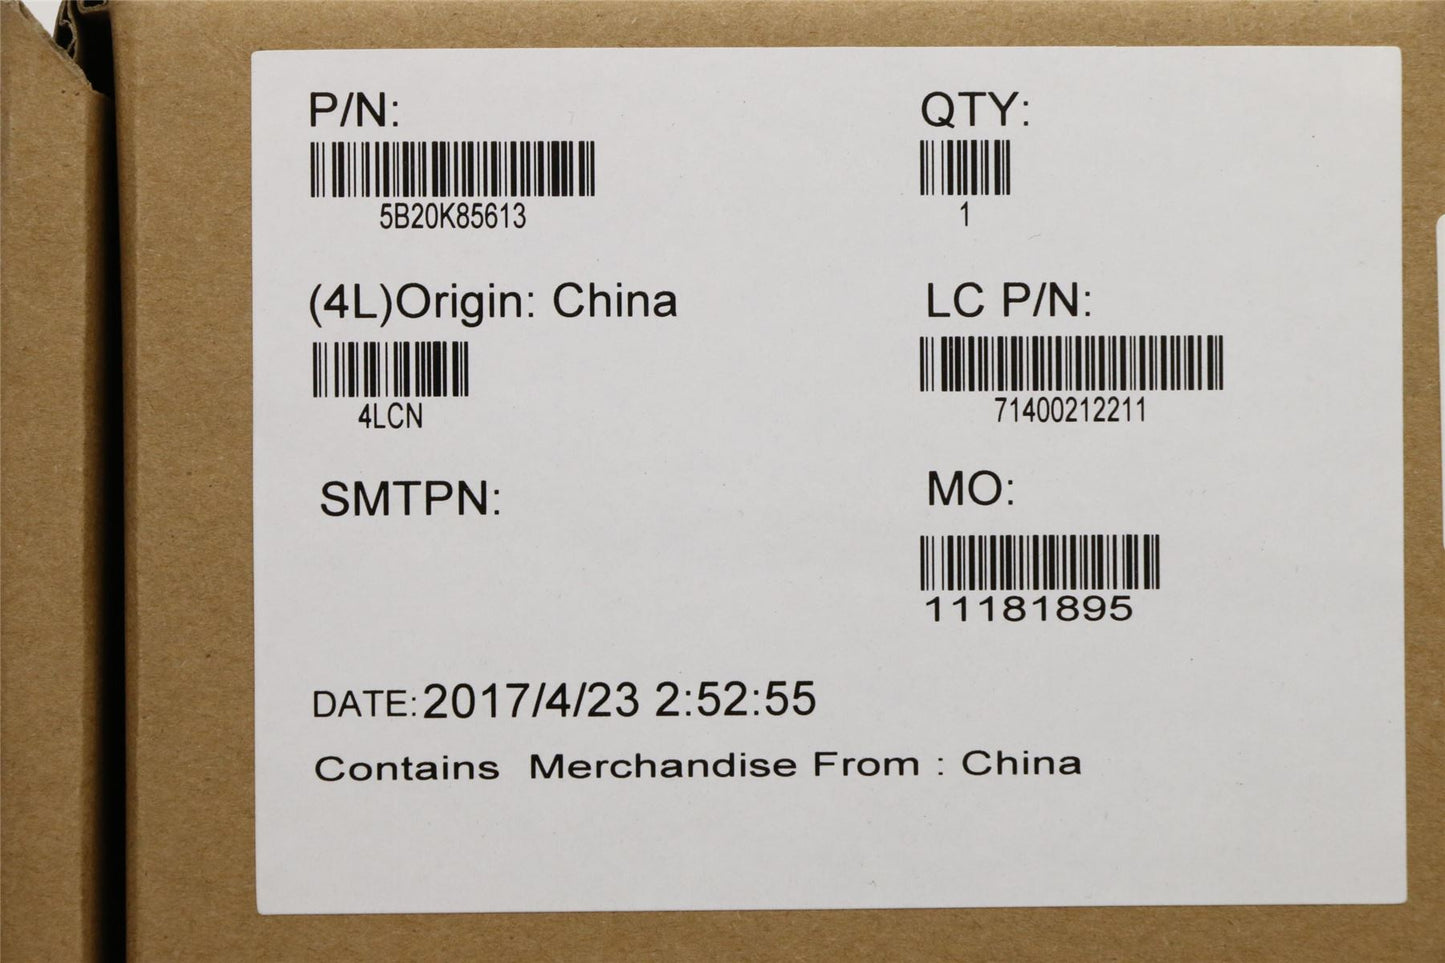 P/N:
5B20K85613
QTY:
1
(4L)Origin: China
4LCN
LC P/N:
71400212211
SMTPN:
MO:
11181895
DATE:2017/4/23 2:52:55
Contains Merchandise From : China